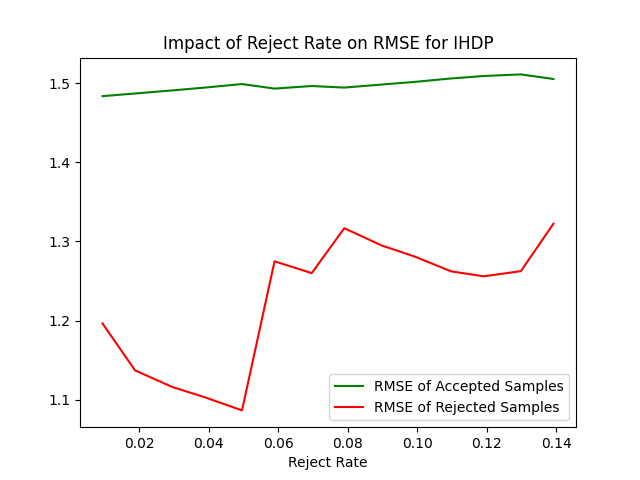 Impact of Reject Rate on RMSE for IHDP
1.5
1.4
1.3
1.2
1.1
RMSE of Accepted Samples
RMSE of Rejected Samples
0.02 0.04 0.06 0.08 0.10 0.12 0.14
Reject Rate